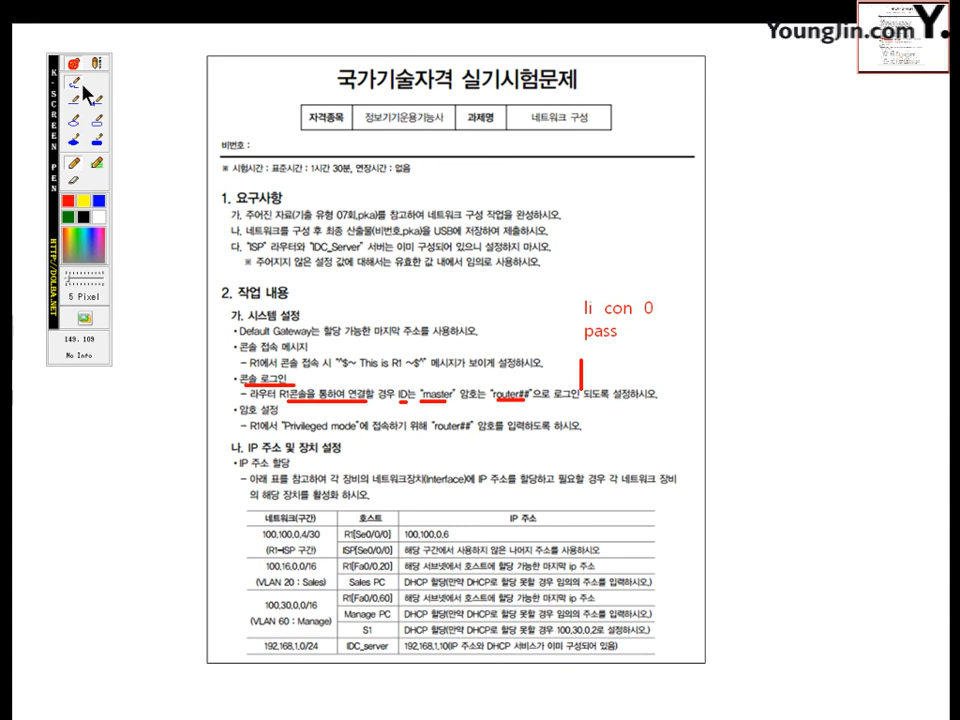 YoungJin.com Y.
K-SCREEN PEN
HTTP://DOLBA.NET
5 Pixel
149. 109
No Info
국가기술자격 실기시험문제
자격종목 정보기기운용기능사 과제명 네트워크 구성
비번호 :
※ 시험시간 : 표준시간 : 1시간 30분, 연장시간 : 없음
1. 요구사항
가. 주어진 자료(기출 유형 07회.pka)를 참고하여 네트워크 구성 작업을 완성하시오.
나. 네트워크를 구성 후 최종 산출물(비번호.pka)을 USB에 저장하여 제출하시오.
다. "ISP" 라우터와 "IDC_Server" 서버는 이미 구성되어 있으니 설정하지 마시오.
※ 주어지지 않은 설정 값에 대해서는 유효한 값 내에서 임의로 사용하시오.
2. 작업 내용
li con 0
가. 시스템 설정
pass
•Default Gateway는 할당 가능한 마지막 주소를 사용하시오.
•콘솔 접속 메시지
- R1에서 콘솔 접속 시 "^$~ This is R1 ~$^" 메시지가 보이게 설정하시오.
•콘솔 로그인
- 라우터 R1콘솔을 통하여 연결할 경우 ID는 "master" 암호는 "router##"으로 로그인 되도록 설정하시오.
•암호 설정
- R1에서 "Privileged mode"에 접속하기 위해 "router##" 암호를 입력하도록 하시오.
나. IP 주소 및 장치 설정
•IP 주소 할당
- 아래 표를 참고하여 각 장비의 네트워크장치(Interface)에 IP 주소를 할당하고 필요할 경우 각 네트워크 장비
의 해당 장치를 활성화 하시오.
네트워크(구간) 호스트 IP 주소
100.100.0.4/30 R1[Se0/0/0] 100.100.0.6
(R1-ISP 구간) ISP[Se0/0/0] 해당 구간에서 사용하지 않은 나머지 주소를 사용하시오
100.16.0.0/16 R1[Fa0/0.20] 해당 서브넷에서 호스트에 할당 가능한 마지막 ip 주소
(VLAN 20 : Sales) Sales PC DHCP 할당(만약 DHCP로 할당 못할 경우 임의의 주소를 입력하시오.)
100.30.0.0/16 R1[Fa0/0.60] 해당 서브넷에서 호스트에 할당 가능한 마지막 ip 주소
(VLAN 60 : Manage) Manage PC DHCP 할당(만약 DHCP로 할당 못할 경우 임의의 주소를 입력하시오.)
S1 DHCP 할당(만약 DHCP로 할당 못할 경우 100.30.0.2로 설정하시오.)
192.168.1.0/24 IDC_server 192.168.1.10(IP 주소와 DHCP 서비스가 이미 구성되어 있음)